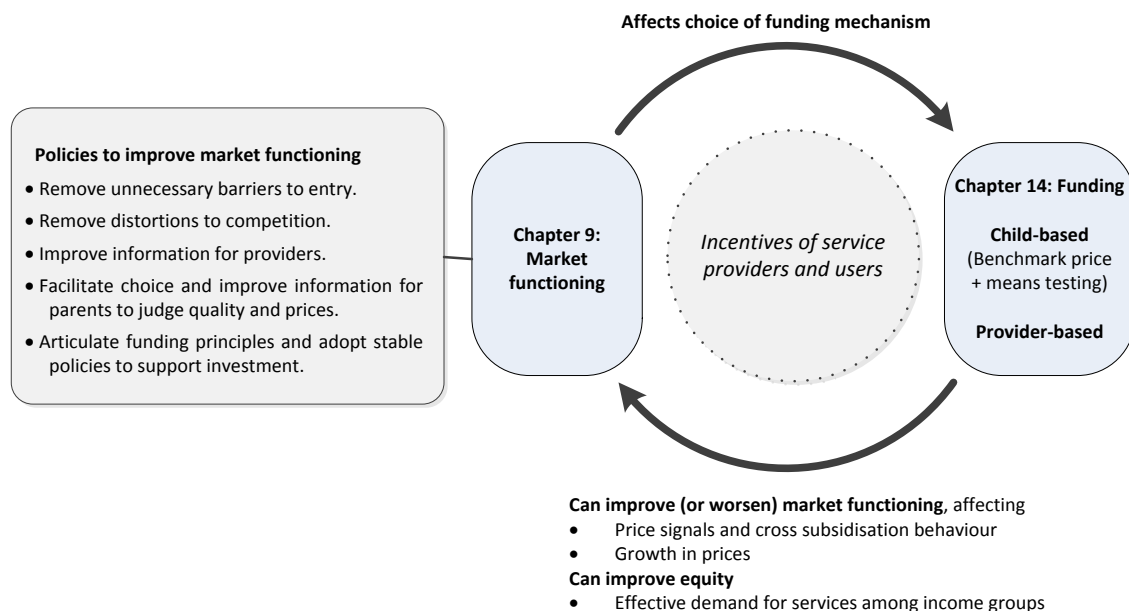 Affects choice of funding mechanism
Policies to improve market functioning
• Remove unnecessary barriers to entry.
• Remove distortions to competition.
• Improve information for providers.
• Facilitate choice and improve information for
parents to judge quality and prices.
• Articulate funding principles and adopt stable
policies to support investment.
Chapter 9:
Market
functioning
Incentives of service
providers and users
Chapter 14: Funding
Child-based
(Benchmark price
+ means testing)
Provider-based
Can improve (or worsen) market functioning, affecting
• Price signals and cross subsidisation behaviour
• Growth in prices
Can improve equity
• Effective demand for services among income groups